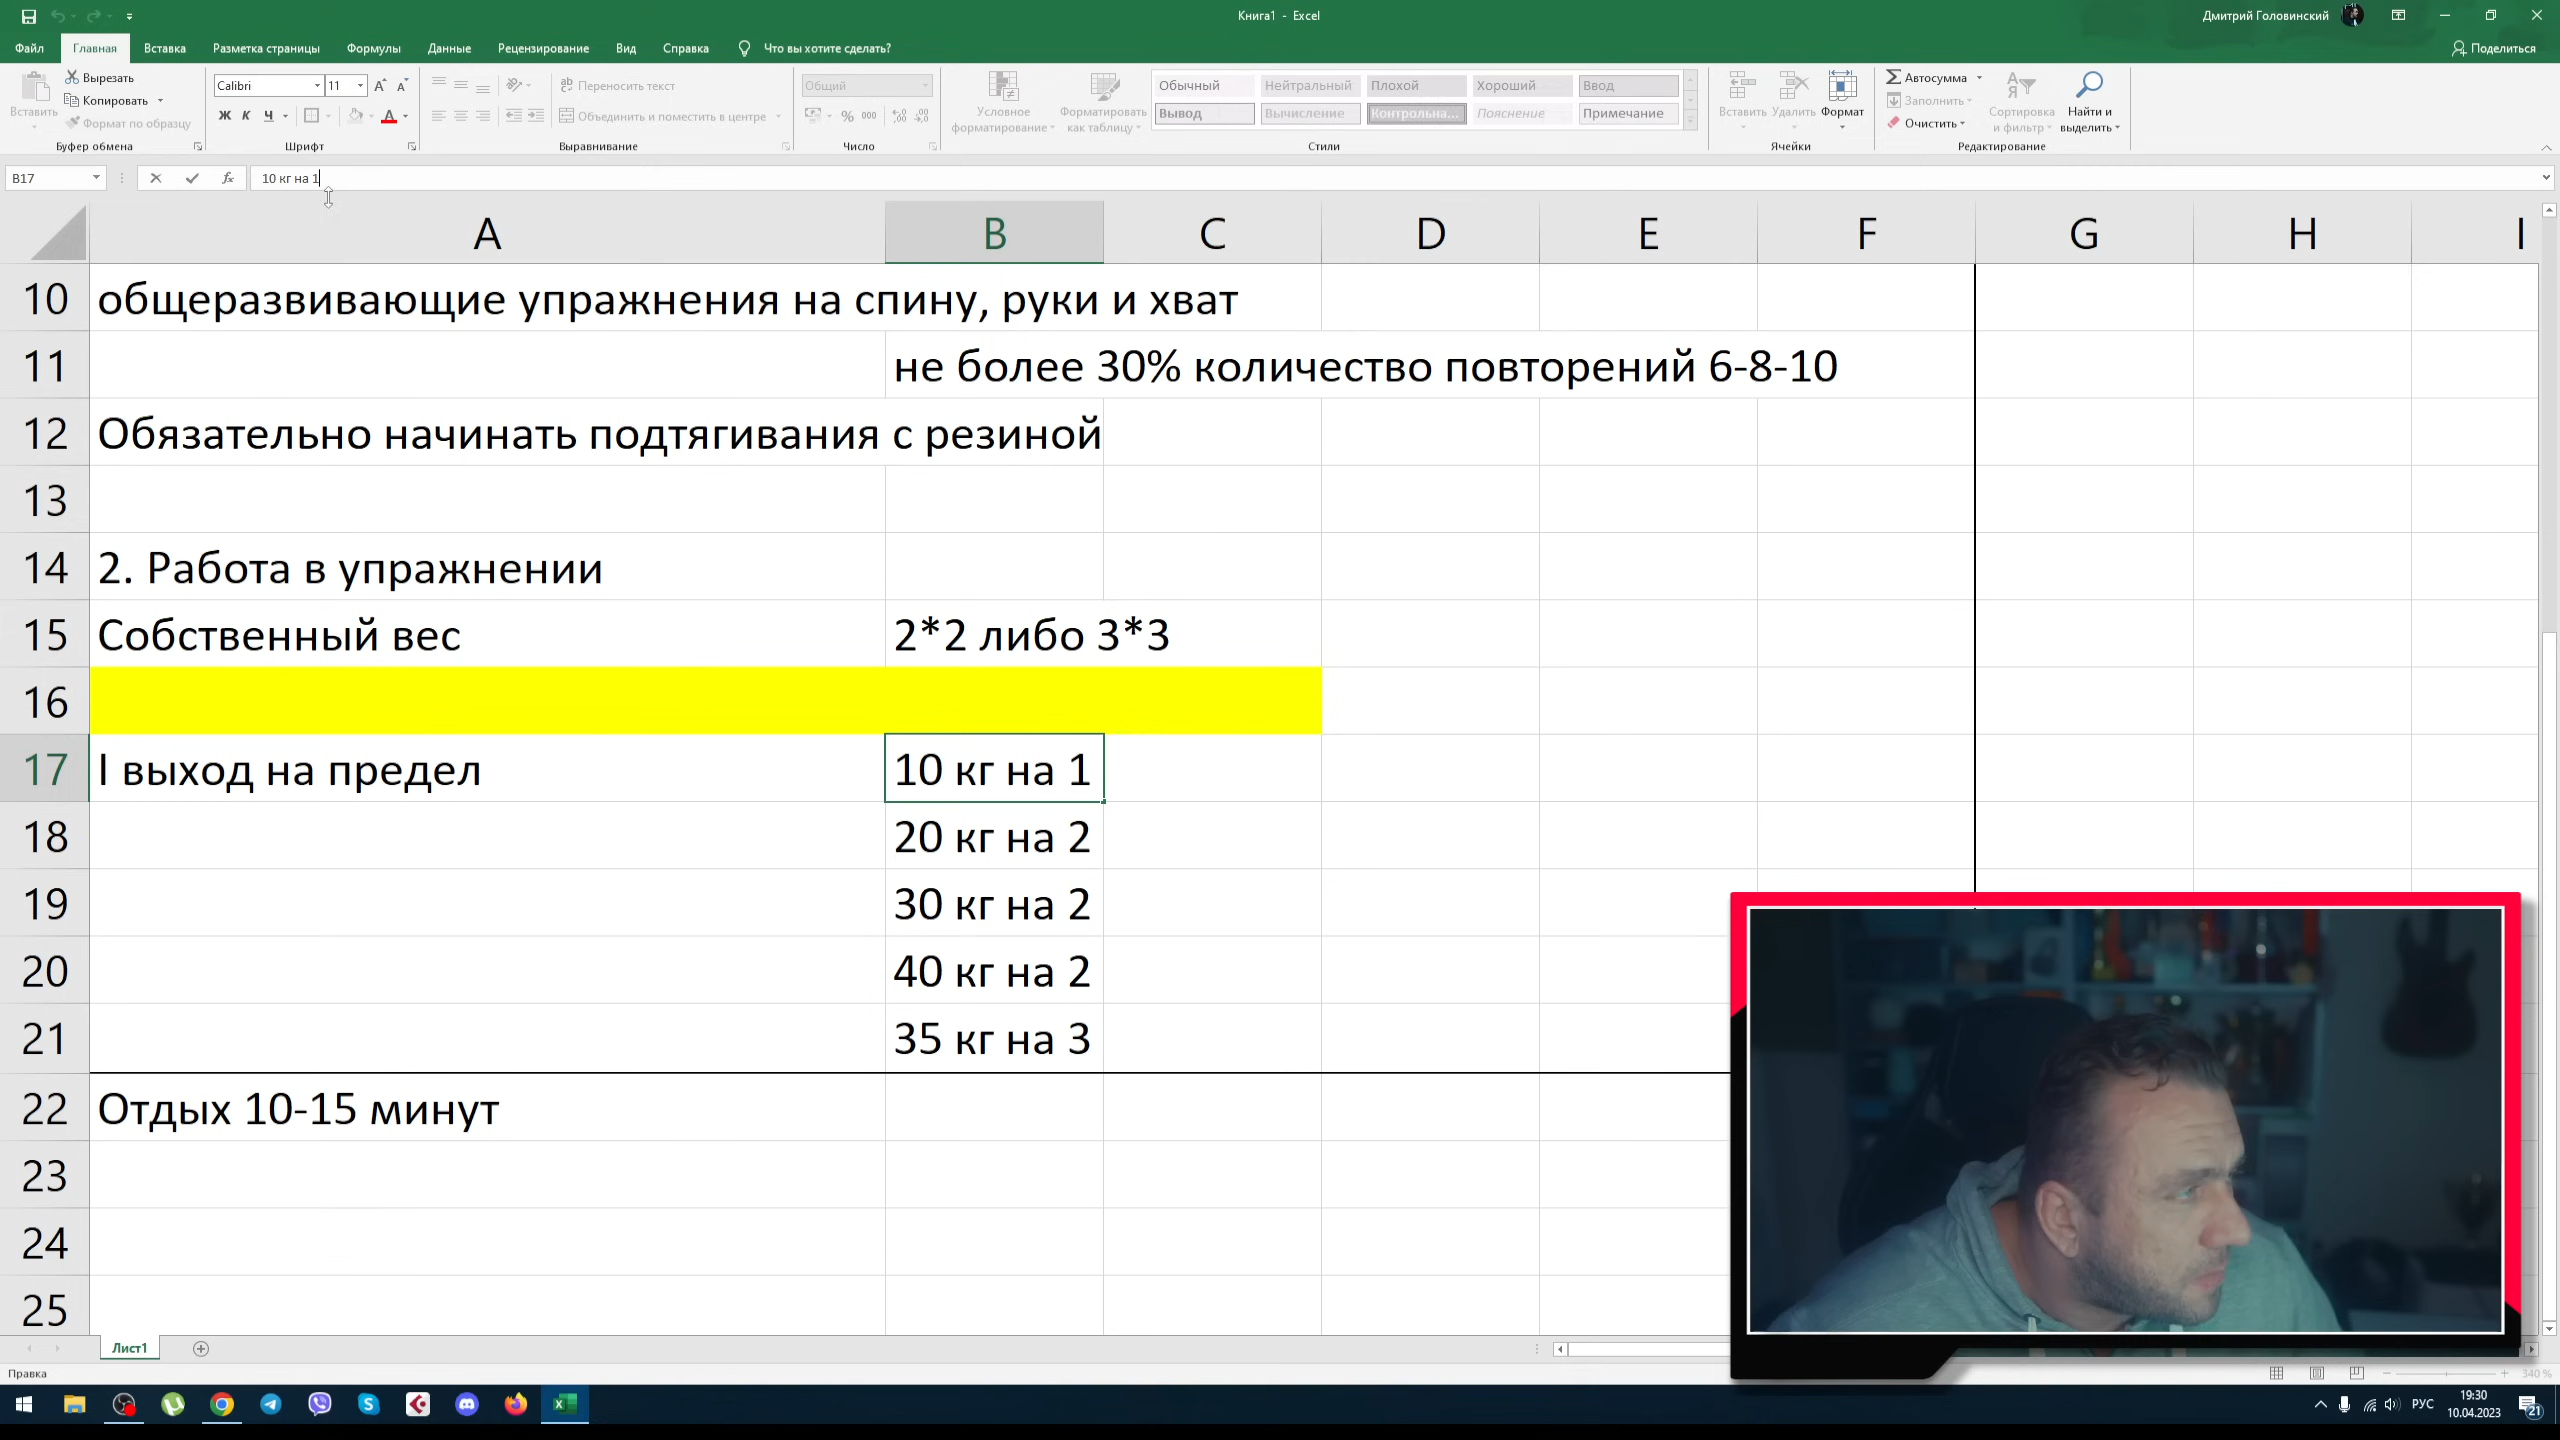 Книга1 - Excel
Дмитрий Головинский
Файл
Главная
Вставка
Разметка страницы
Формулы
Данные
Рецензирование
Вид
Справка
Что вы хотите сделать?
Поделиться
Вставить
Вырезать
Копировать
Формат по образцу
Буфер обмена
Calibri
11
Ж К Ч
Шрифт
Переносить текст
Объединить и поместить в центре
Выравнивание
Общий
% 000
Число
Условное форматирование
Форматировать как таблицу
Обычный
Нейтральный
Плохой
Хороший
Ввод
Вывод
Вычисление
Контрольна...
Пояснение
Примечание
Стили
Вставить
Удалить
Формат
Ячейки
Автосумма
Заполнить
Очистить
Сортировка и фильтр
Найти и выделить
Редактирование
B17
fx
10 кг на 1
A B C D E F G H I
10 общеразвивающие упражнения на спину, руки и хват
11 не более 30% количество повторений 6-8-10
12 Обязательно начинать подтягивания с резиной
13
14 2. Работа в упражнении
15 Собственный вес 2*2 либо 3*3
16
17 I выход на предел 10 кг на 1
18 20 кг на 2
19 30 кг на 2
20 40 кг на 2
21 35 кг на 3
22 Отдых 10-15 минут
23
24
25
Лист1
Правка
340 %
РУС
19:30
10.04.2023
21